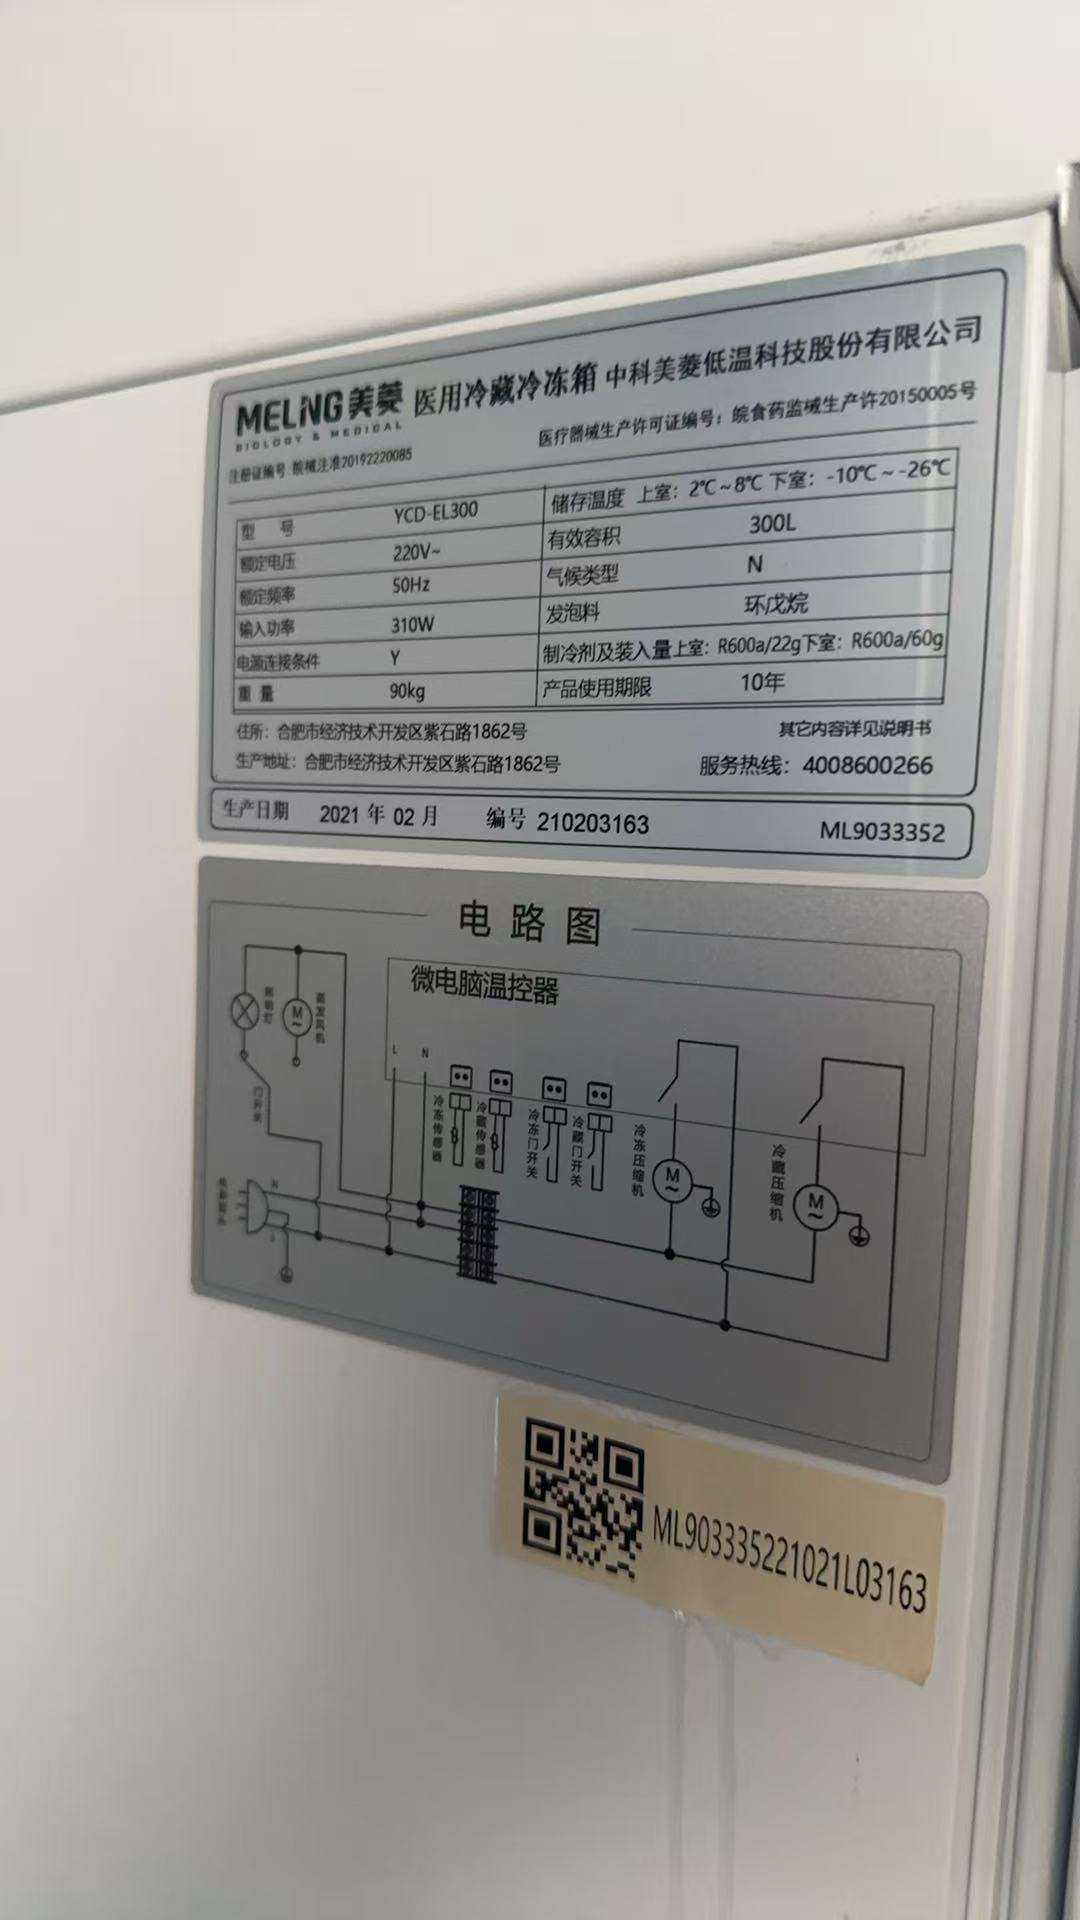 MELING美菱 医用冷藏冷冻箱 中科美菱低温科技股份有限公司
BIOLOGY & MEDICAL
医疗器械生产许可证编号：皖食药监械生产许20150005号
注册证编号：皖械注准20192220085
型 号 YCD-EL300 储存温度 上室：2℃~8℃ 下室：-10℃~-26℃
额定电压 220V~ 有效容积 300L
额定频率 50Hz 气候类型 N
输入功率 310W 发泡料 环戊烷
电源连接条件 Y 制冷剂及装入量 上室：R600a/22g下室：R600a/60g
重量 90kg 产品使用期限 10年
住所：合肥市经济技术开发区紫石路1862号 其它内容详见说明书
生产地址：合肥市经济技术开发区紫石路1862号 服务热线：4008600266
生产日期 2021 年 02 月 编号 210203163 ML9033352
电路图
微电脑温控器
照明灯
M
~
蒸发风机
门开关
L
N
冷冻传感器
冷藏传感器
冷冻门开关
冷藏门开关
冷冻压缩机
M
~
冷藏压缩机
M
~
N
L
ML903335221021L03163